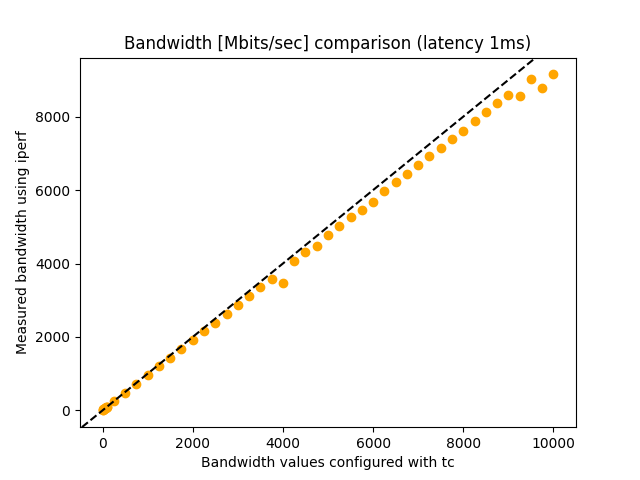 Bandwidth [Mbits/sec] comparison (latency 1ms)
Measured bandwidth using iperf
8000
6000
4000
2000
0
0 2000 4000 6000 8000 10000
Bandwidth values configured with tc